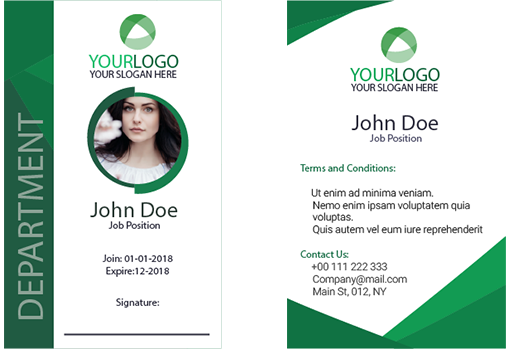 DEPARTMENT
YOURLOGO
YOUR SLOGAN HERE
John Doe
Job Position
Join: 01-01-2018
Expire:12-2018
Signature:
YOURLOGO
YOUR SLOGAN HERE
John Doe
Job Position
Terms and Conditions:
Ut enim ad minima veniam.
Nemo enim ipsam voluptatem quia
voluptas.
Quis autem vel eum iure reprehenderit
Contact Us:
+00 111 222 333
Company@mail.com
Main St, 012, NY